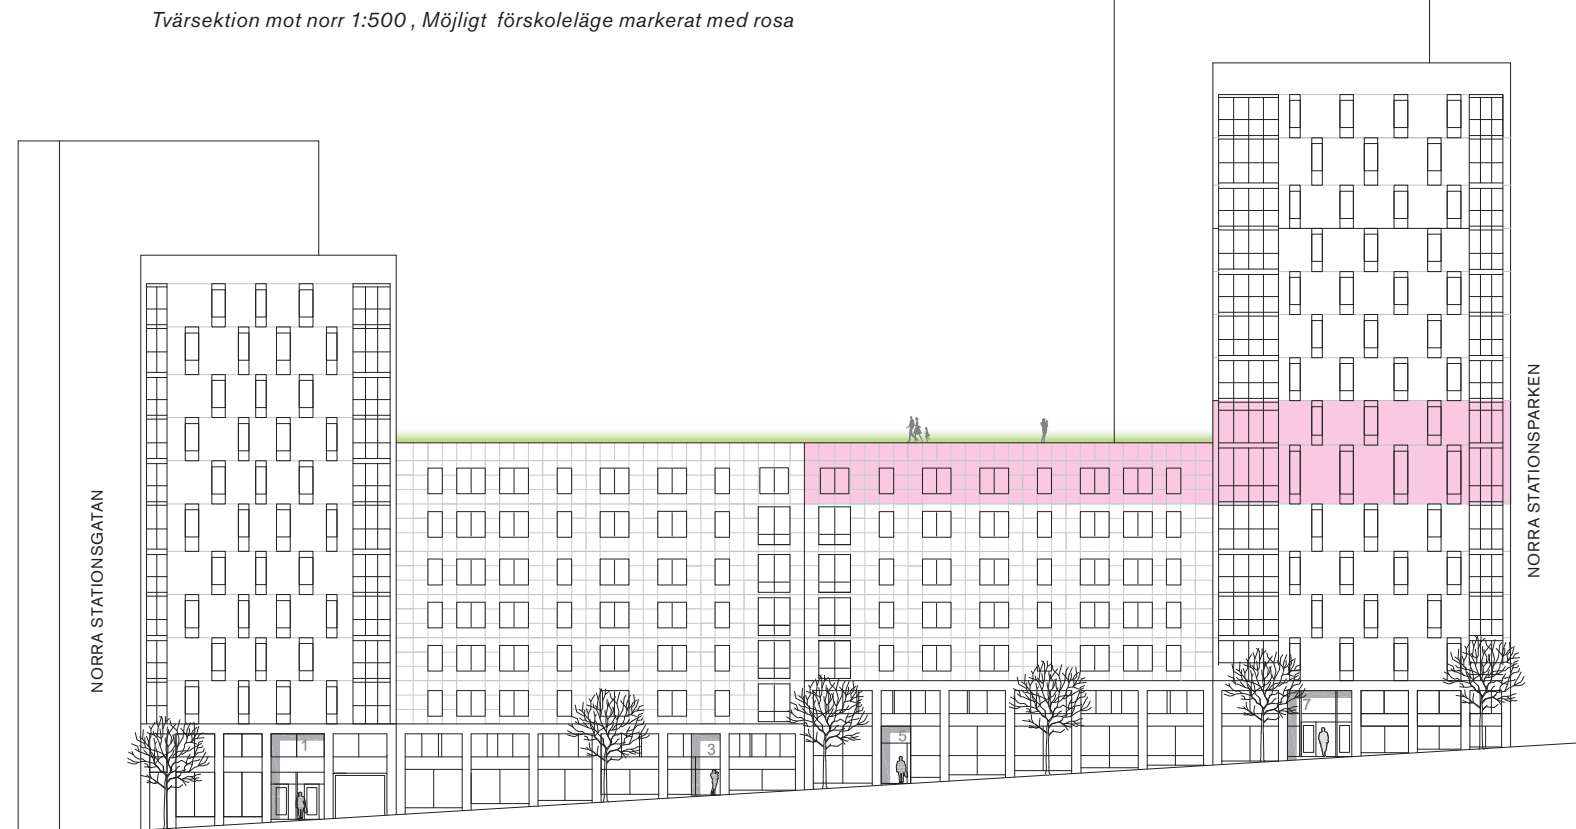 Tvärsektion mot norr 1:500 , Möjligt förskoleläge markerat med rosa
NORRA STATIONSGATAN
NORRA STATIONSPARKEN
1
3
5
7